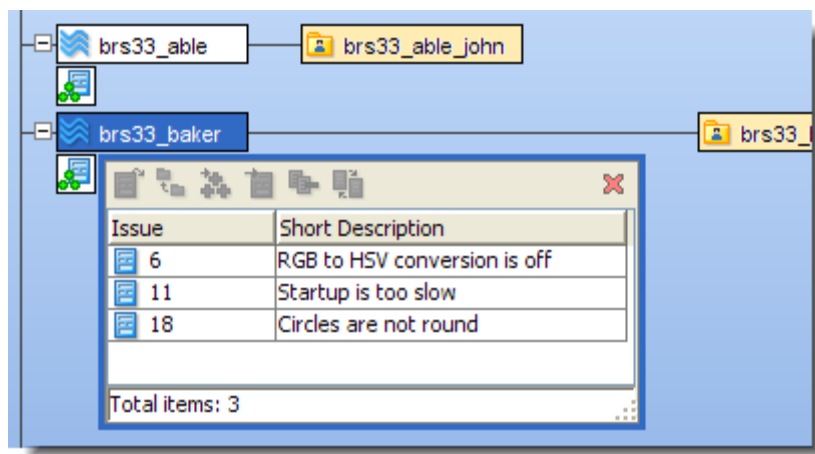 brs33_able brs33_able_john
brs33_baker brs33_
Issue Short Description
6 RGB to HSV conversion is off
11 Startup is too slow
18 Circles are not round
Total items: 3